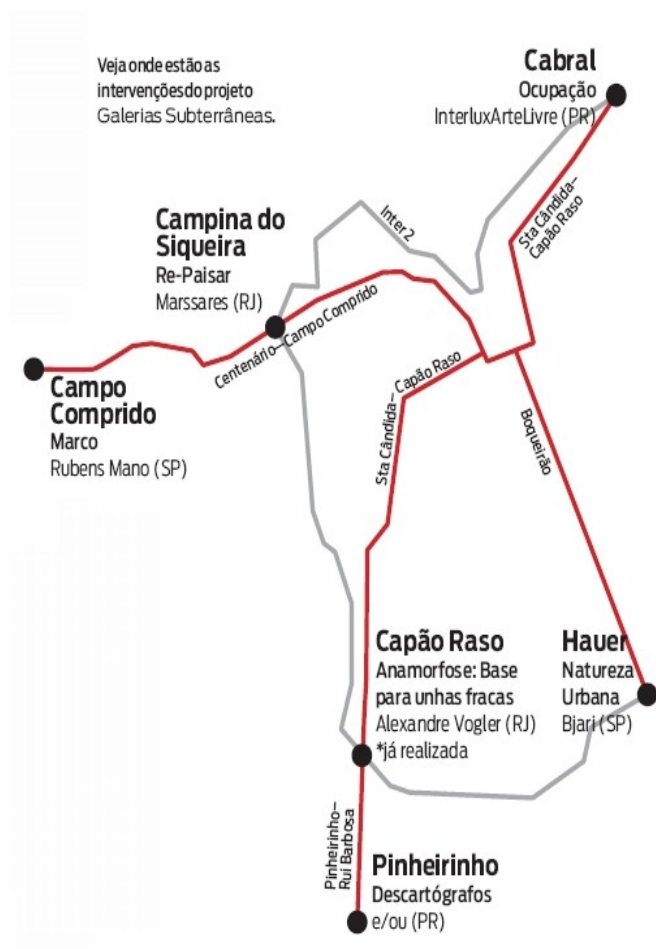 Veja onde estão as
intervenções do projeto
Galerias Subterrâneas.
Cabral
Ocupação
InterluxArteLivre (PR)
Sta Cândida–
Capão Raso
Inter 2
Campina do
Siqueira
Re-Paisar
Marssares (RJ)
Centenário–Campo Comprido
Campo
Comprido
Marco
Rubens Mano (SP)
Sta Cândida–Capão Raso
Boqueirão
Capão Raso
Anamorfose: Base
para unhas fracas
Alexandre Vogler (RJ)
*já realizada
Hauer
Natureza
Urbana
Bjari (SP)
Pinheirinho–
Rui Barbosa
Pinheirinho
Descartógrafos
e/ou (PR)